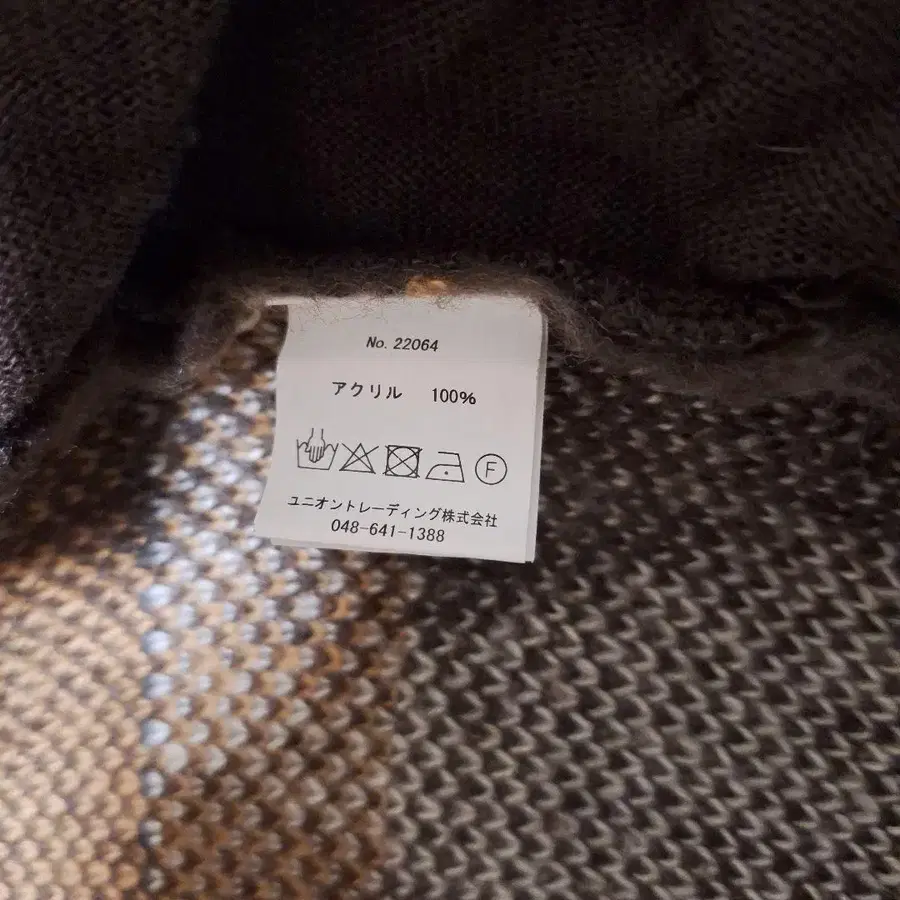 No. 22064
アクリル 100%
F
ユニオントレーディング株式会社
048-641-1388